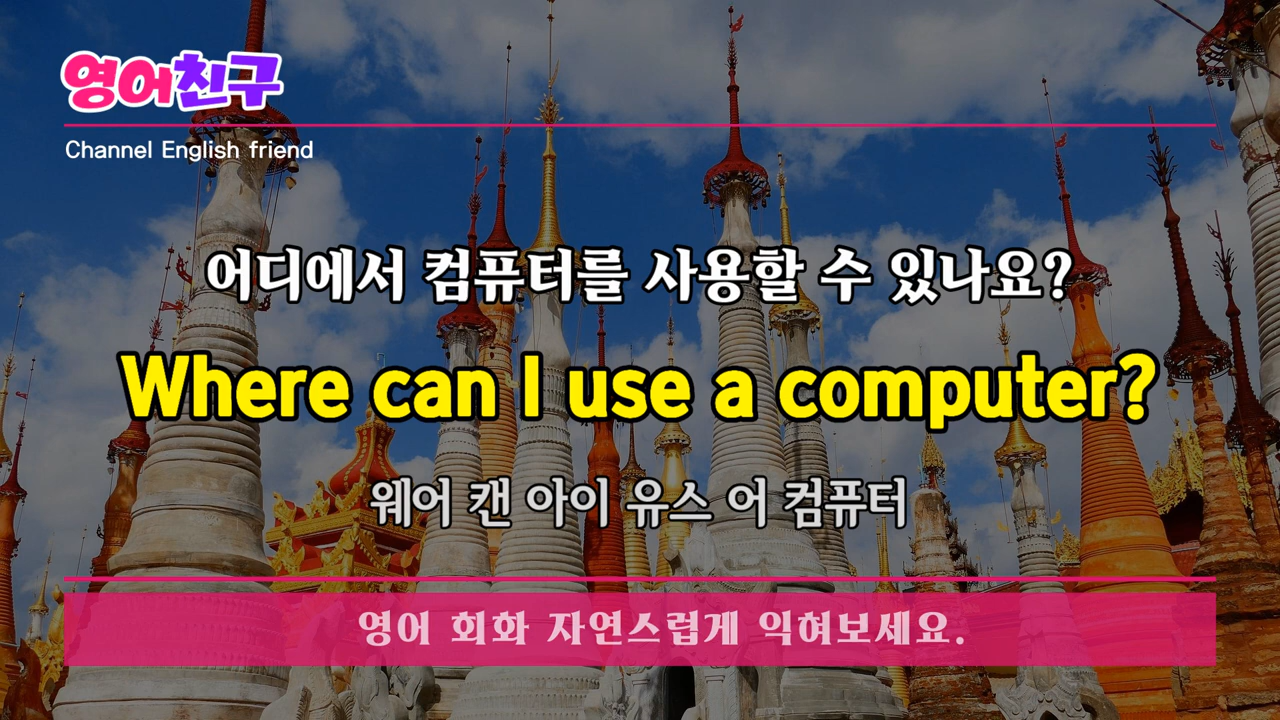 영어친구
Channel English friend
어디에서 컴퓨터를 사용할 수 있나요?
Where can I use a computer?
웨어 캔 아이 유스 어 컴퓨터
영어 회화 자연스럽게 익혀보세요.